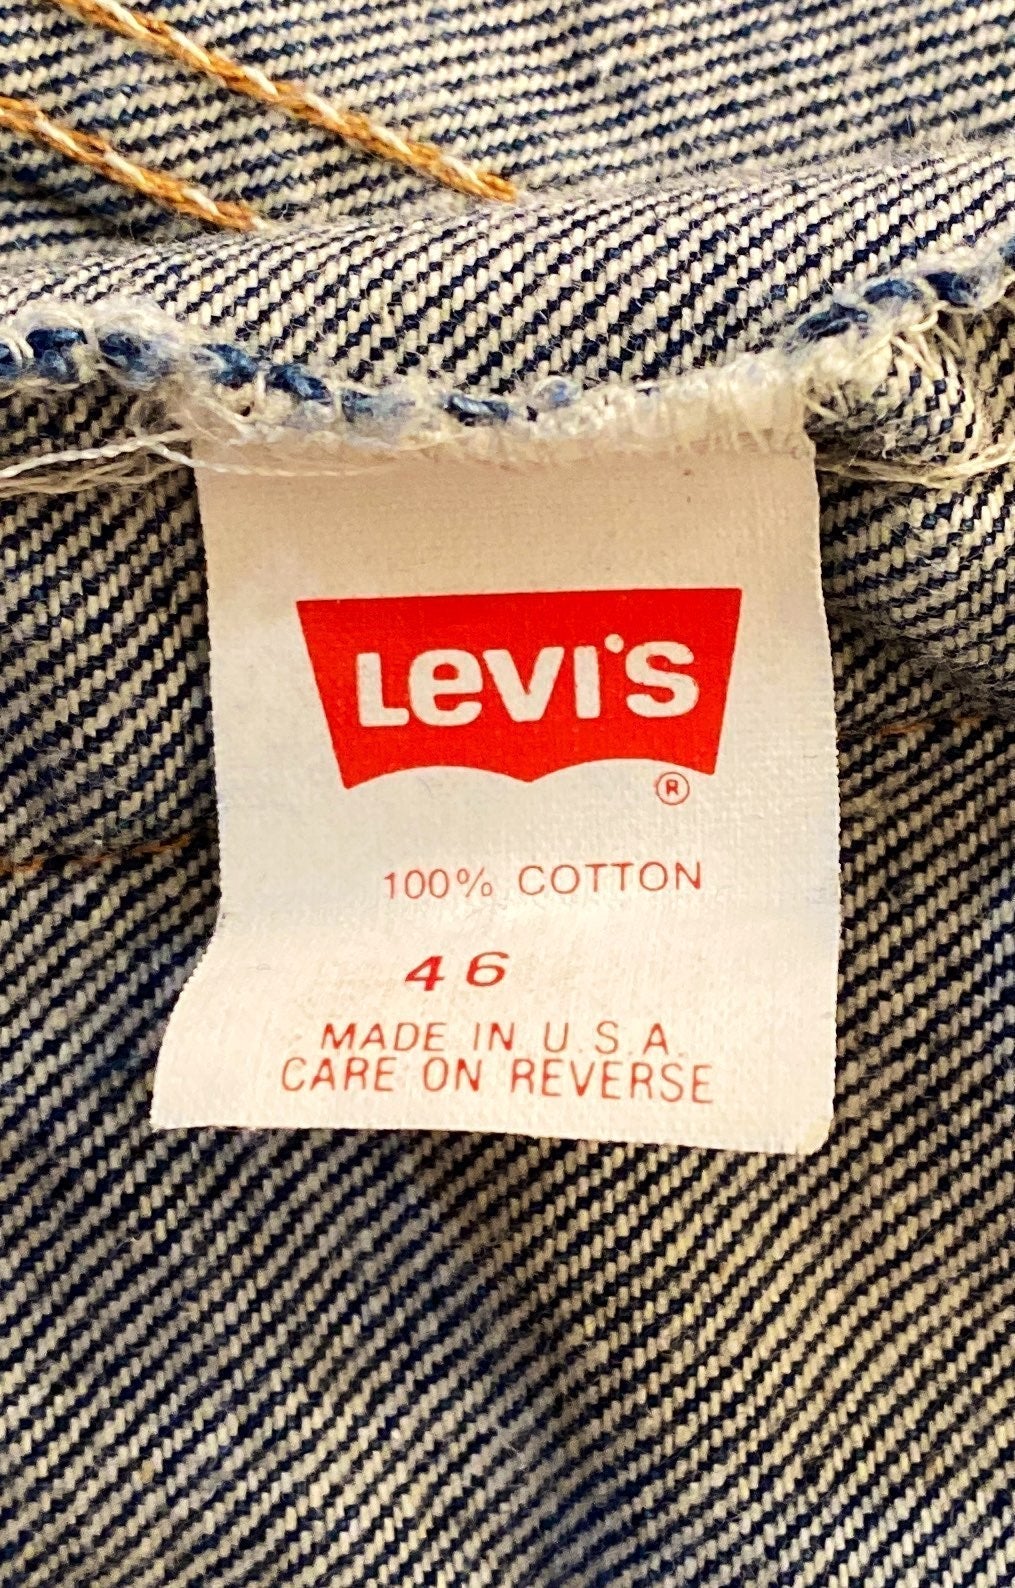 Levi's
®
100% COTTON
46
MADE IN U.S.A.
CARE ON REVERSE